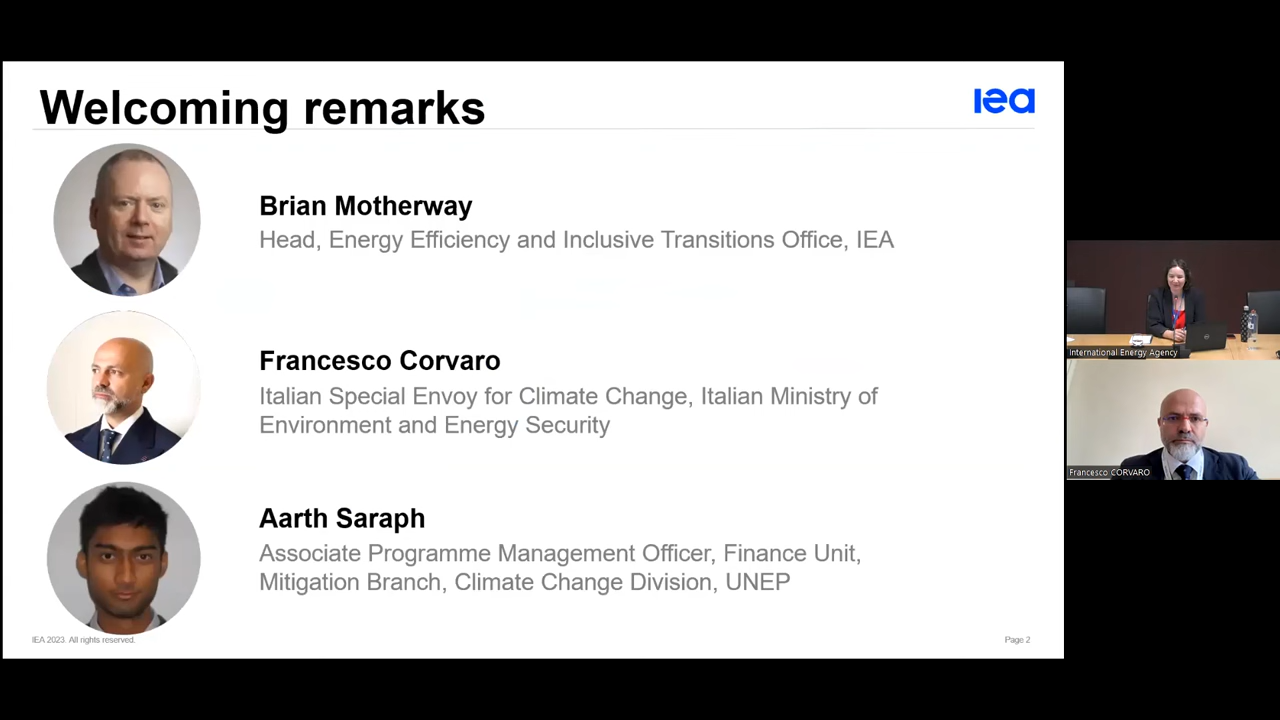 Welcoming remarks
iea
Brian Motherway
Head, Energy Efficiency and Inclusive Transitions Office, IEA
Francesco Corvaro
Italian Special Envoy for Climate Change, Italian Ministry of
Environment and Energy Security
Aarth Saraph
Associate Programme Management Officer, Finance Unit,
Mitigation Branch, Climate Change Division, UNEP
IEA 2023. All rights reserved.
Page 2
International Energy Agency
Francesco CORVARO